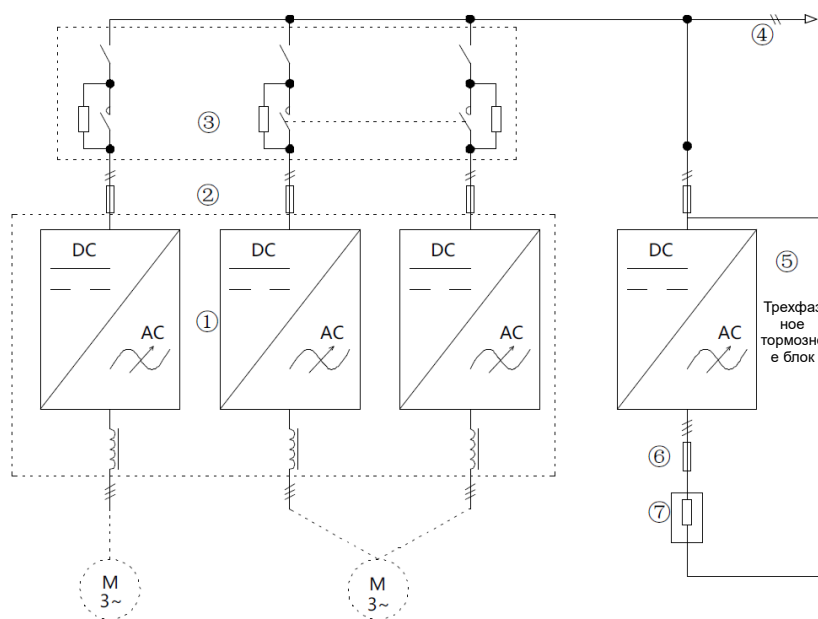 ④
③
②
DC
DC
DC
DC
⑤
①
AC
AC
AC
AC
Трехфаз
ное
тормозно
е блок
⑥
⑦
M
3~
M
3~